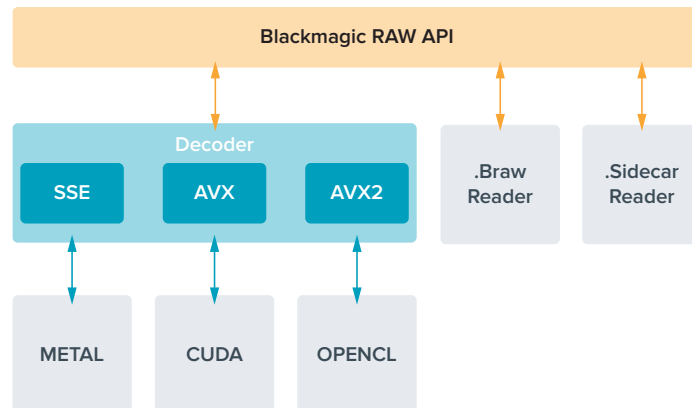 Blackmagic RAW API
Decoder
SSE
AVX
AVX2
.Braw
Reader
.Sidecar
Reader
METAL
CUDA
OPENCL